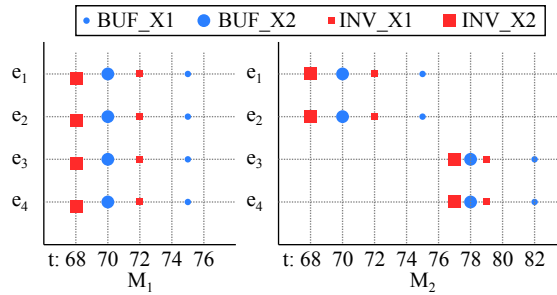 BUF_X1 BUF_X2 INV_X1 INV_X2
e1 e1
e2 e2
e3 e3
e4 e4
t: 68 70 72 74 76 t: 68 70 72 74 76 78 80 82
M1 M2